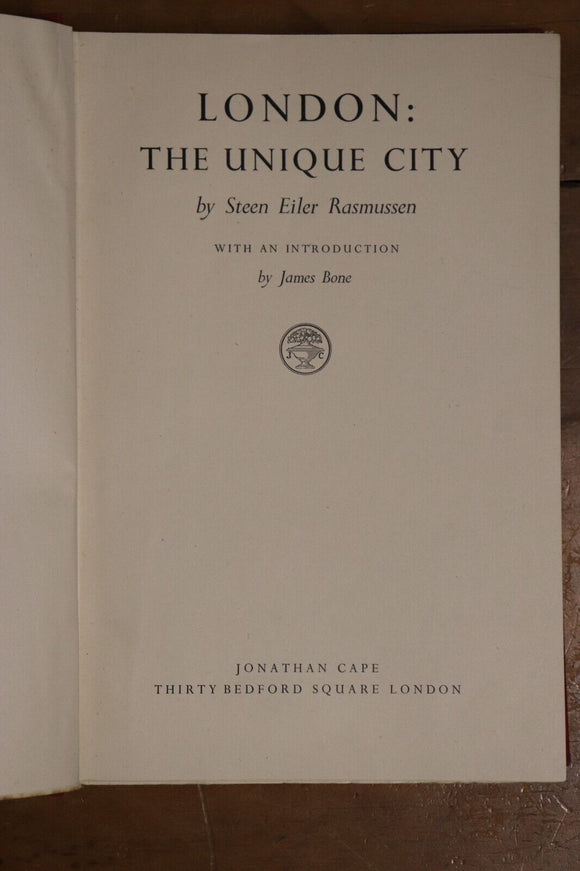 LONDON:
THE UNIQUE CITY
by Steen Eiler Rasmussen
WITH AN INTRODUCTION
by James Bone
J C
JONATHAN CAPE
THIRTY BEDFORD SQUARE LONDON